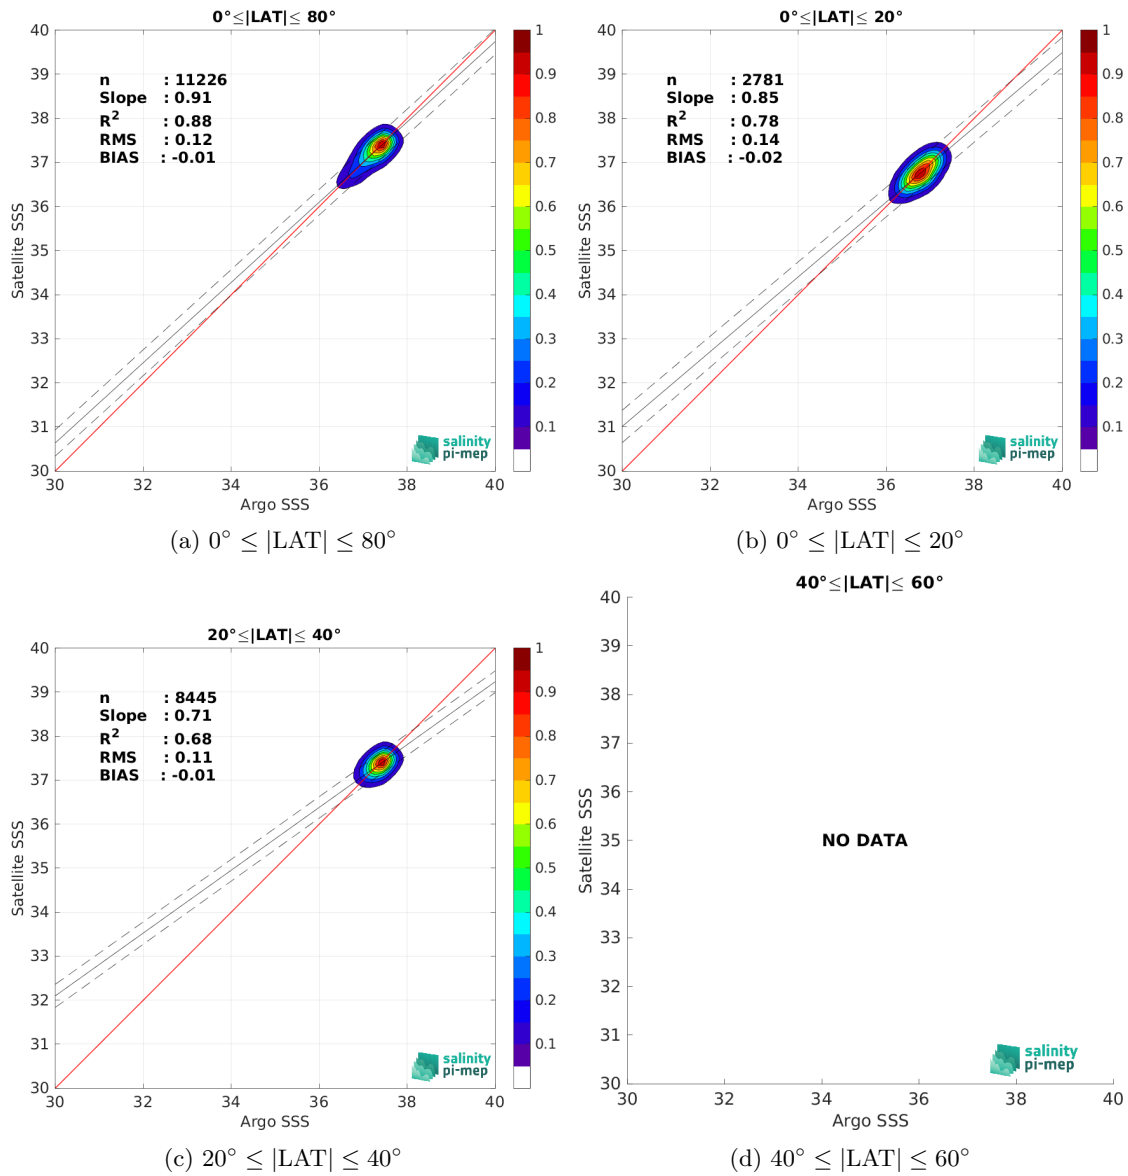 0°≤|LAT|≤ 80°
n : 11226
Slope : 0.91
R² : 0.88
RMS : 0.12
BIAS : -0.01
Satellite SSS
40
39
38
37
36
35
34
33
32
31
30
30 32 34 36 38 40
Argo SSS
1
0.9
0.8
0.7
0.6
0.5
0.4
0.3
0.2
0.1
salinity
pi-mep
(a) 0° ≤ |LAT| ≤ 80°
0°≤|LAT|≤ 20°
n : 2781
Slope : 0.85
R² : 0.78
RMS : 0.14
BIAS : -0.02
Satellite SSS
40
39
38
37
36
35
34
33
32
31
30
30 32 34 36 38 40
Argo SSS
1
0.9
0.8
0.7
0.6
0.5
0.4
0.3
0.2
0.1
salinity
pi-mep
(b) 0° ≤ |LAT| ≤ 20°
20°≤|LAT|≤ 40°
n : 8445
Slope : 0.71
R² : 0.68
RMS : 0.11
BIAS : -0.01
Satellite SSS
40
39
38
37
36
35
34
33
32
31
30
30 32 34 36 38 40
Argo SSS
1
0.9
0.8
0.7
0.6
0.5
0.4
0.3
0.2
0.1
salinity
pi-mep
(c) 20° ≤ |LAT| ≤ 40°
40°≤|LAT|≤ 60°
Satellite SSS
40
39
38
37
36
35
34
33
32
31
30
NO DATA
30 32 34 36 38 40
Argo SSS
salinity
pi-mep
(d) 40° ≤ |LAT| ≤ 60°